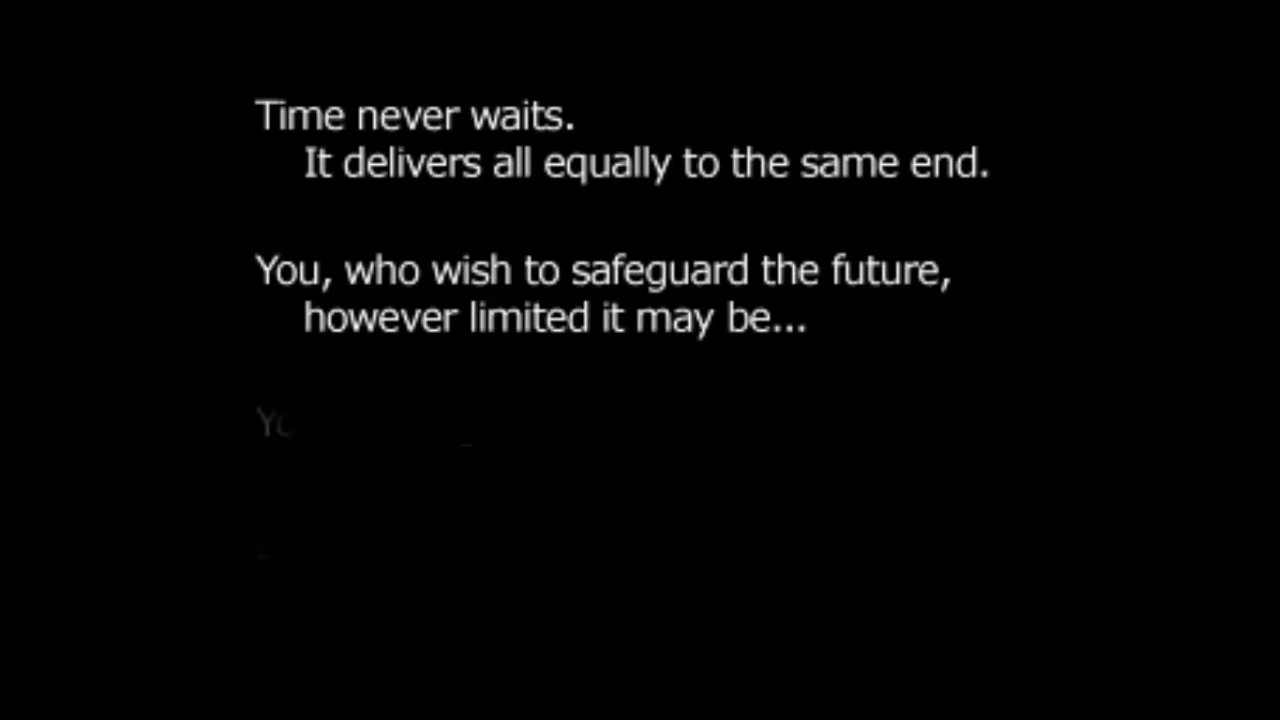 Time never waits.
It delivers all equally to the same end.
You, who wish to safeguard the future,
however limited it may be...